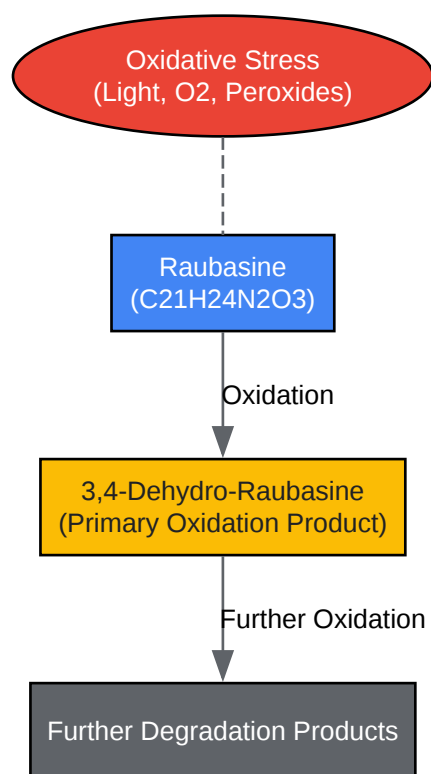 Oxidative Stress
(Light, O2, Peroxides)
Raubasine
(C21H24N2O3)
Oxidation
3,4-Dehydro-Raubasine
(Primary Oxidation Product)
Further Oxidation
Further Degradation Products